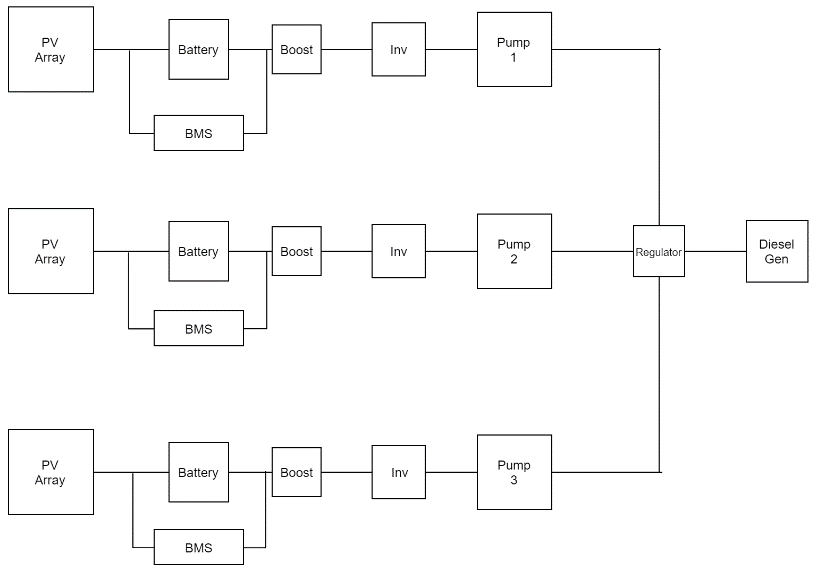 PV
Array
Battery
Boost
Inv
Pump
1
BMS
PV
Array
Battery
Boost
Inv
Pump
2
Regulator
Diesel
Gen
BMS
PV
Array
Battery
Boost
Inv
Pump
3
BMS